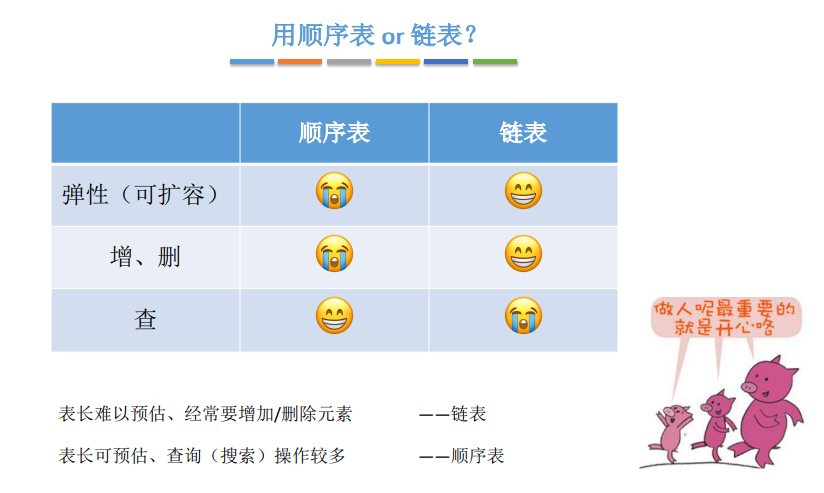 用顺序表 or 链表？
顺序表 链表
弹性（可扩容）
增、删
查
做人呢最重要的
就是开心咯
表长难以预估、经常要增加/删除元素 ——链表
表长可预估、查询（搜索）操作较多 ——顺序表